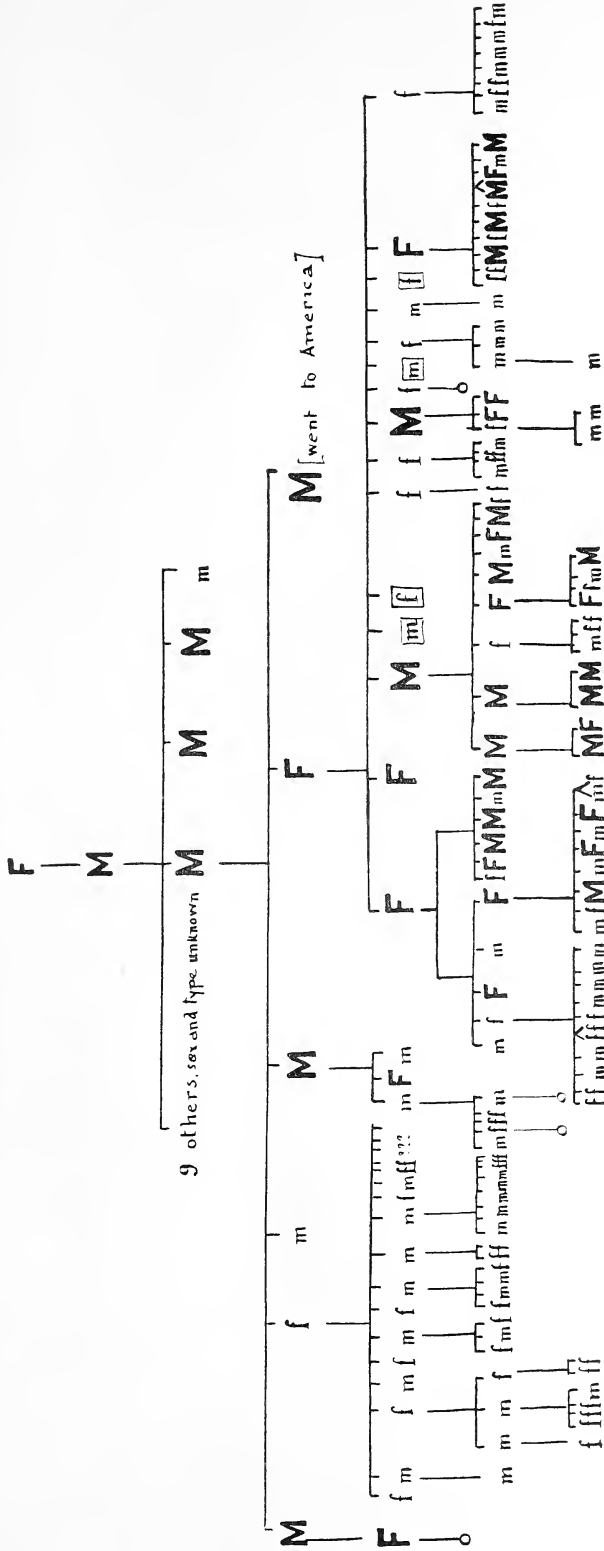 F
M
M M M m
9 others, sex and type unknown
M f m M F M [went to America]
F f m f m f m f m m m f m f f ? ? ? m F m F F M m f f f M f m f m f F f
m m m f f m f f m m f f f m m m m m f f f m f f f m m f F m F f F M M m M M M f F M m F M f f m f f m f F F m m m m m f f M f M f M F m M m f f m m m m f m
f f f f m f f f f m m f f f m m m m m f M m F m F m f M F M M m f f F f m M m m m